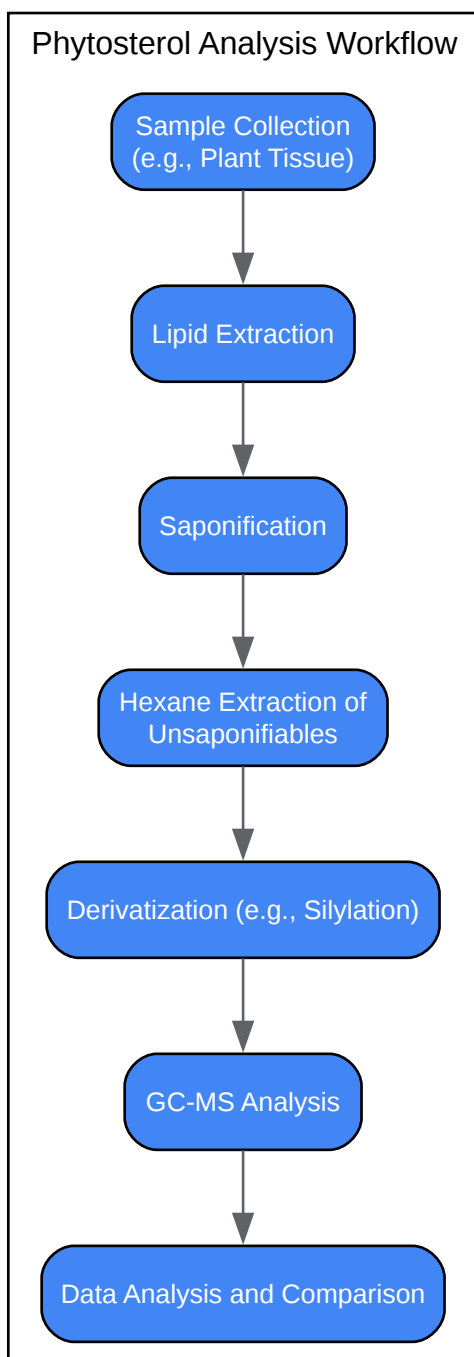 Phytosterol Analysis Workflow
Sample Collection
(e.g., Plant Tissue)
Lipid Extraction
Saponification
Hexane Extraction of
Unsaponifiables
Derivatization (e.g., Silylation)
GC-MS Analysis
Data Analysis and Comparison